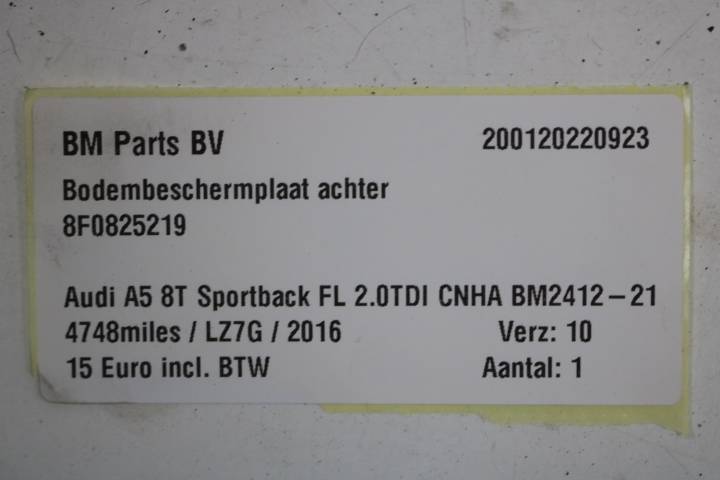 BM Parts BV 200120220923
Bodembeschermplaat achter
8F0825219
Audi A5 8T Sportback FL 2.0TDI CNHA BM2412-21
4748miles / LZ7G / 2016 Verz: 10
15 Euro incl. BTW Aantal: 1